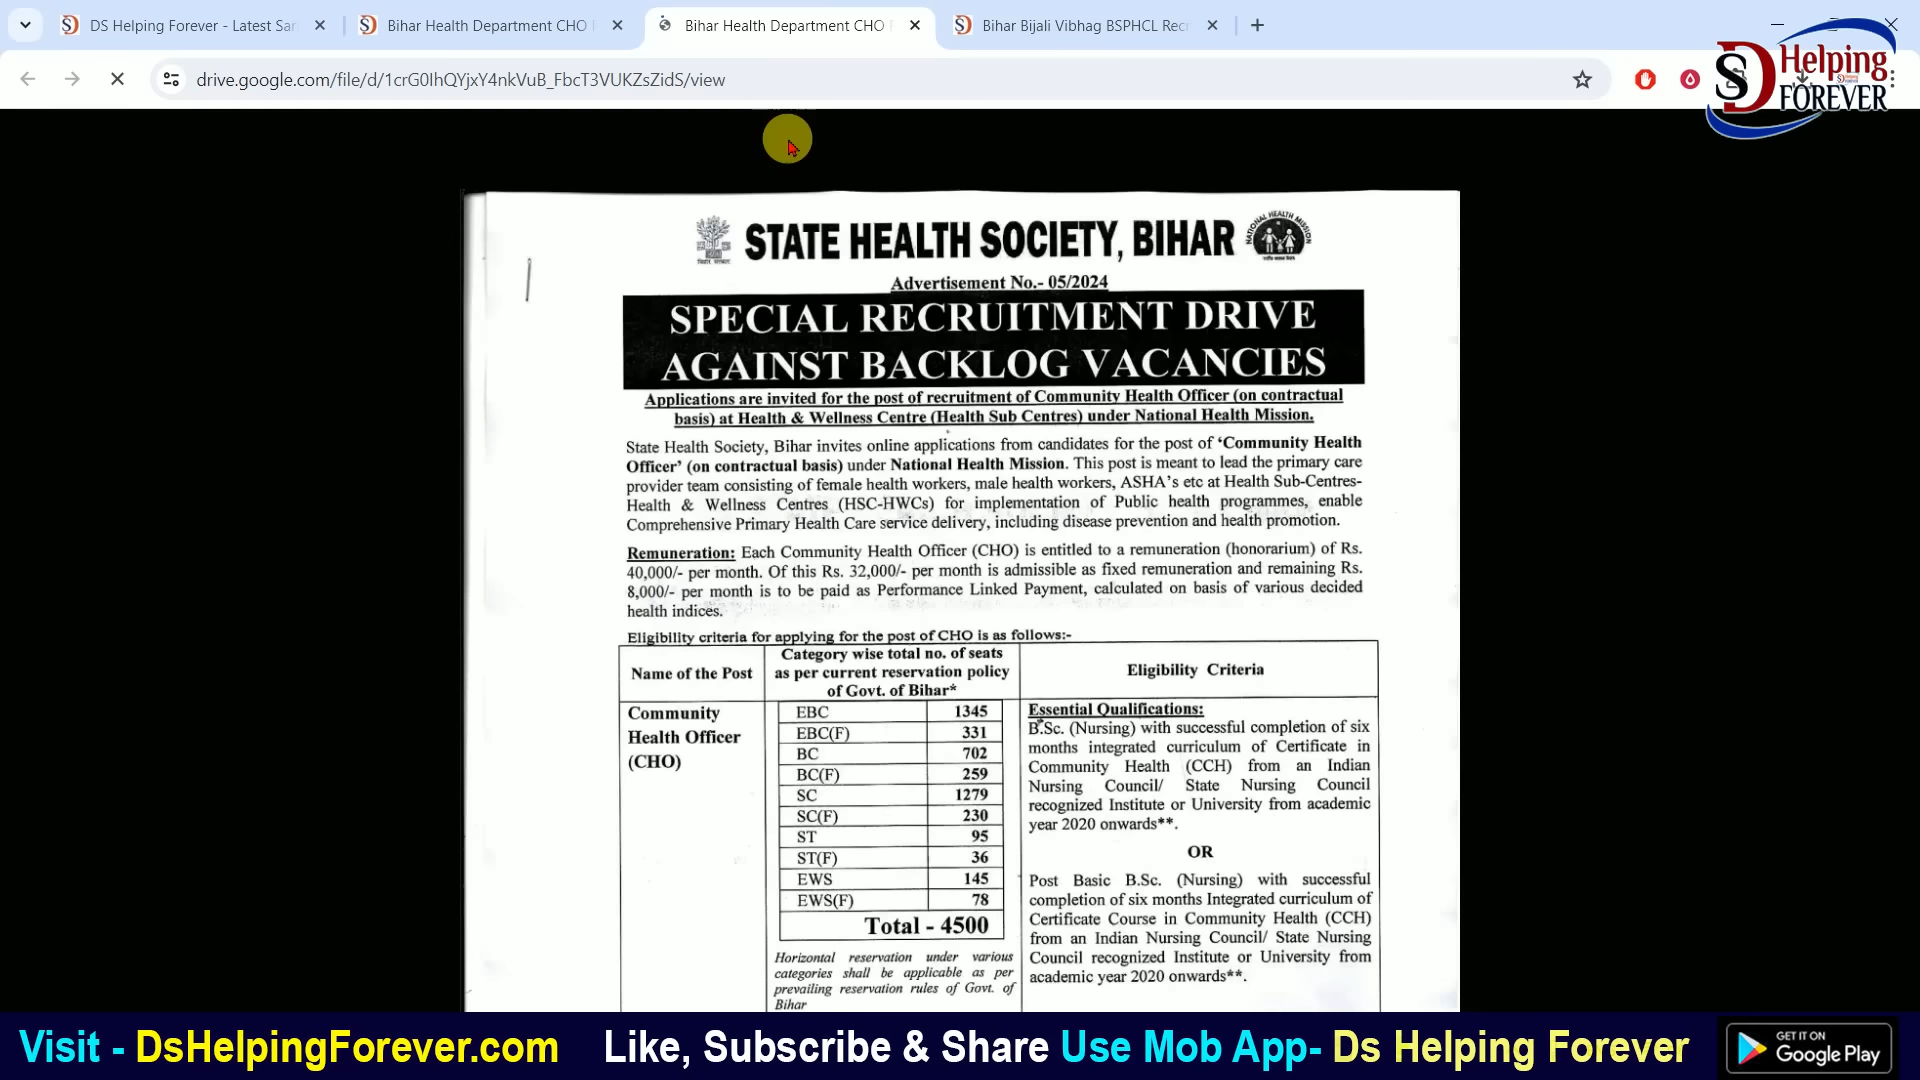 DS Helping Forever - Latest Sar
Bihar Health Department CHO
Bihar Health Department CHO
Bihar Bijali Vibhag BSPHCL Recr
drive.google.com/file/d/1crG0IhQYjxY4nkVuB_FbcT3VUKZsZidS/view
SD Helping
FOREVER
STATE HEALTH SOCIETY, BIHAR
Advertisement No.- 05/2024
SPECIAL RECRUITMENT DRIVE
AGAINST BACKLOG VACANCIES
Applications are invited for the post of recruitment of Community Health Officer (on contractual
basis) at Health & Wellness Centre (Health Sub Centres) under National Health Mission.
State Health Society, Bihar invites online applications from candidates for the post of ‘Community Health
Officer’ (on contractual basis) under National Health Mission. This post is meant to lead the primary care
provider team consisting of female health workers, male health workers, ASHA's etc at Health Sub-Centres-
Health & Wellness Centres (HSC-HWCs) for implementation of Public health programmes, enable
Comprehensive Primary Health Care service delivery, including disease prevention and health promotion.
Remuneration: Each Community Health Officer (CHO) is entitled to a remuneration (honorarium) of Rs.
40,000/- per month. Of this Rs. 32,000/- per month is admissible as fixed remuneration and remaining Rs.
8,000/- per month is to be paid as Performance Linked Payment, calculated on basis of various decided
health indices.
Eligibility criteria for applying for the post of CHO is as follows:-
Name of the Post
Category wise total no. of seats
as per current reservation policy
of Govt. of Bihar*
Eligibility Criteria
Community
Health Officer
(CHO)
EBC 1345
EBC(F) 331
BC 702
BC(F) 259
SC 1279
SC(F) 230
ST 95
ST(F) 36
EWS 145
EWS(F) 78
Total - 4500
Horizontal reservation under various
categories shall be applicable as per
prevailing reservation rules of Govt. of
Bihar
Essential Qualifications:
B.Sc. (Nursing) with successful completion of six
months integrated curriculum of Certificate in
Community Health (CCH) from an Indian
Nursing Council/ State Nursing Council
recognized Institute or University from academic
year 2020 onwards**.
OR
Post Basic B.Sc. (Nursing) with successful
completion of six months Integrated curriculum of
Certificate Course in Community Health (CCH)
from an Indian Nursing Council/ State Nursing
Council recognized Institute or University from
academic year 2020 onwards**.
Visit - DsHelpingForever.com Like, Subscribe & Share Use Mob App- Ds Helping Forever
GET IT ON
Google Play